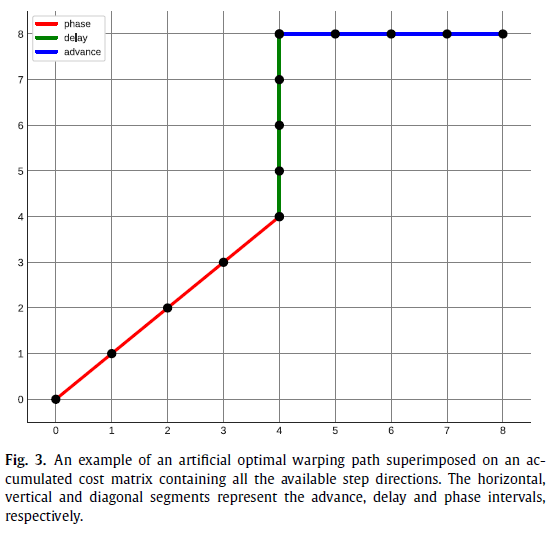 phase
delay
advance
8
7
6
5
4
3
2
1
0
0 1 2 3 4 5 6 7 8
Fig. 3. An example of an artificial optimal warping path superimposed on an ac-
cumulated cost matrix containing all the available step directions. The horizontal,
vertical and diagonal segments represent the advance, delay and phase intervals,
respectively.